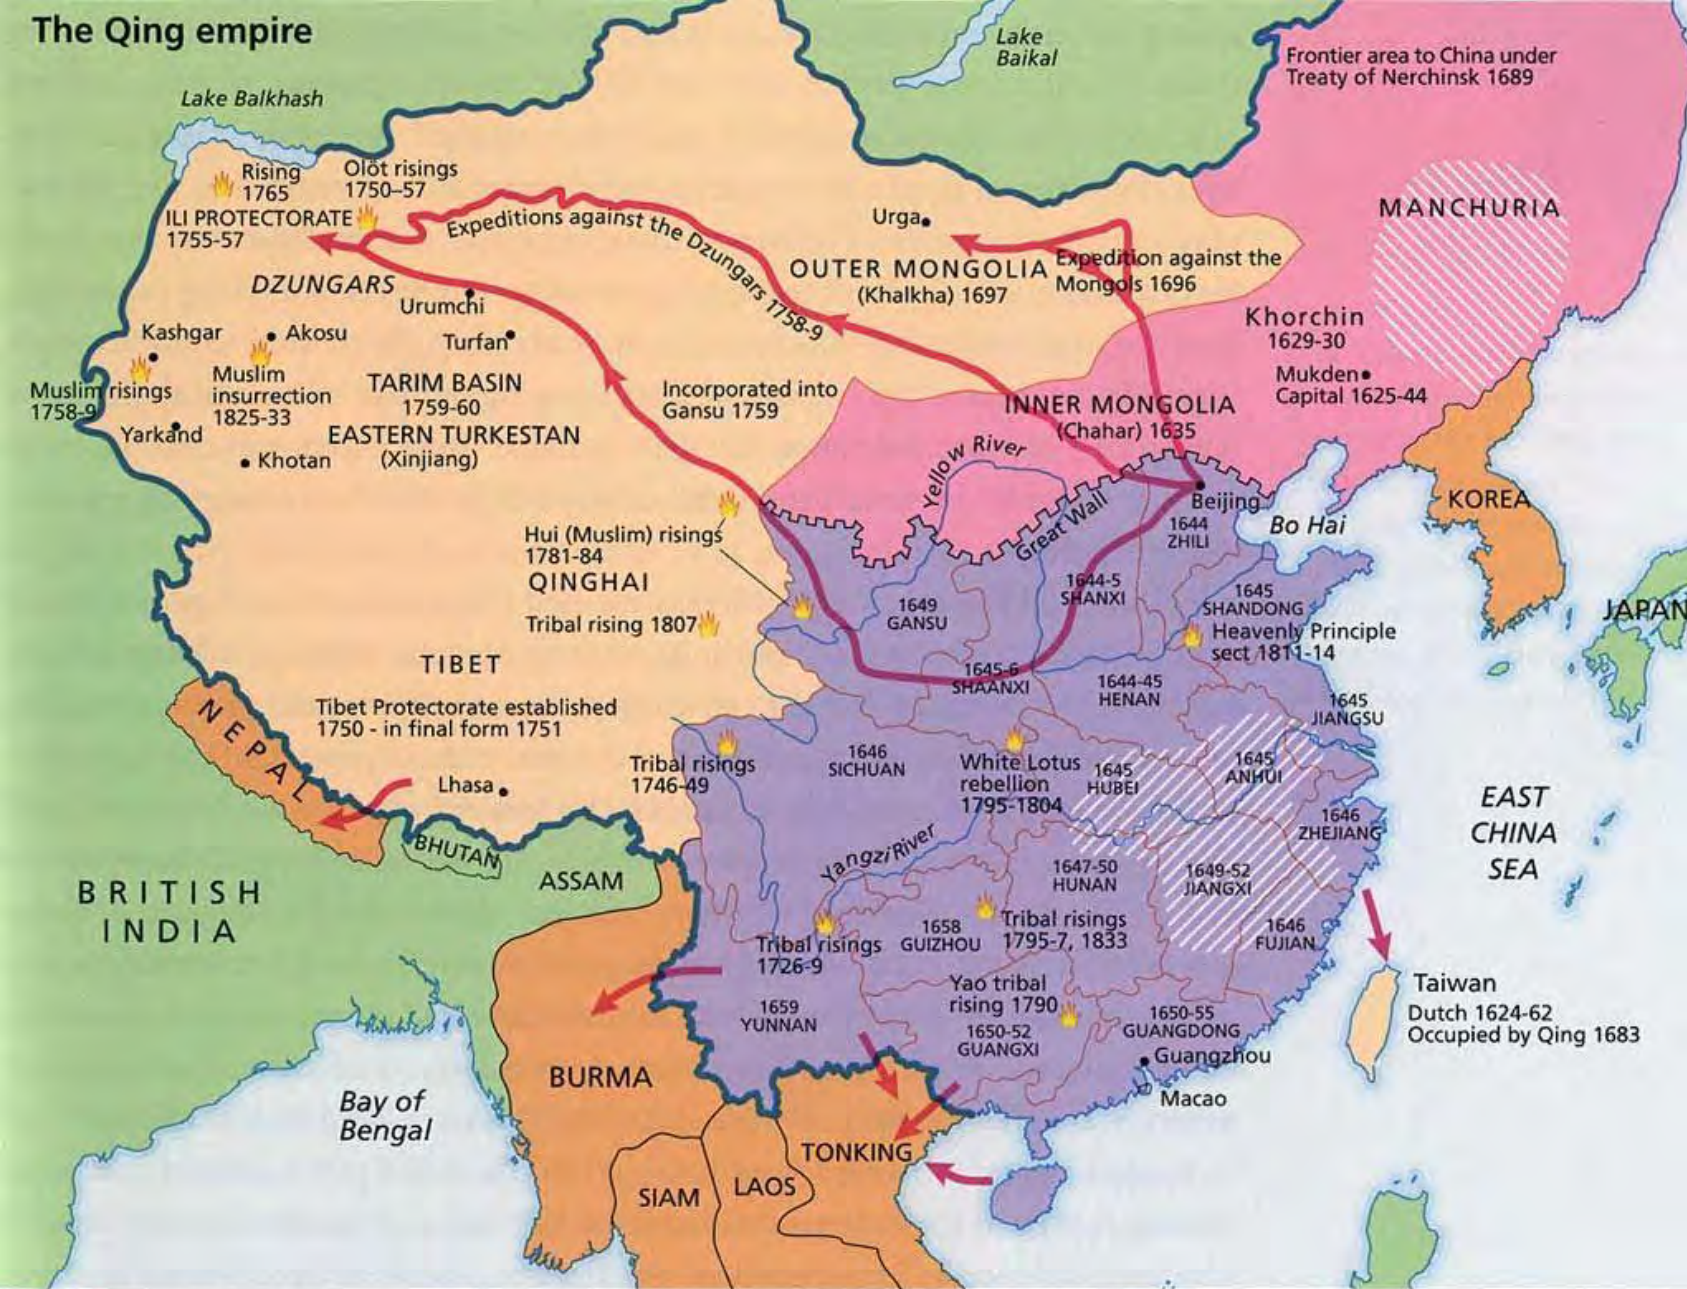 The Qing empire
Lake
Baikal
Frontier area to China under
Treaty of Nerchinsk 1689
Lake Balkhash
Rising
1765
Olöt risings
1750–57
ILI PROTECTORATE
1755-57
Expeditions against the Dzungars 1758-9
Urga
MANCHURIA
OUTER MONGOLIA
(Khalkha) 1697
Expedition against the
Mongols 1696
DZUNGARS
Urumchi
Khorchin
1629-30
Kashgar
Akosu
Turfan
Mukden
Capital 1625-44
Muslim risings
1758-9
Muslim
insurrection
1825-33
TARIM BASIN
1759-60
Incorporated into
Gansu 1759
INNER MONGOLIA
(Chahar) 1635
Yarkand
EASTERN TURKESTAN
(Xinjiang)
Khotan
Yellow River
Great Wall
Beijing
KOREA
Bo Hai
1644
ZHILI
Hui (Muslim) risings
1781-84
QINGHAI
Tribal rising 1807
1649
GANSU
1644-5
SHANXI
1645
SHANDONG
Heavenly Principle
sect 1811-14
JAPAN
TIBET
Tibet Protectorate established
1750 - in final form 1751
1645-6
SHAANXI
1644-45
HENAN
1645
JIANGSU
NEPAL
Lhasa
Tribal risings
1746-49
1646
SICHUAN
White Lotus
rebellion
1795-1804
1645
HUBEI
1645
ANHUI
EAST
CHINA
SEA
1646
ZHEJIANG
BHUTAN
ASSAM
Yangzi River
1647-50
HUNAN
1649-52
JIANGXI
BRITISH
INDIA
Tribal risings
1726-9
1658
GUIZHOU
Tribal risings
1795-7, 1833
1646
FUJIAN
Yao tribal
rising 1790
Taiwan
Dutch 1624-62
Occupied by Qing 1683
1659
YUNNAN
1650-52
GUANGXI
1650-55
GUANGDONG
Guangzhou
Macao
BURMA
Bay of
Bengal
TONKING
SIAM
LAOS